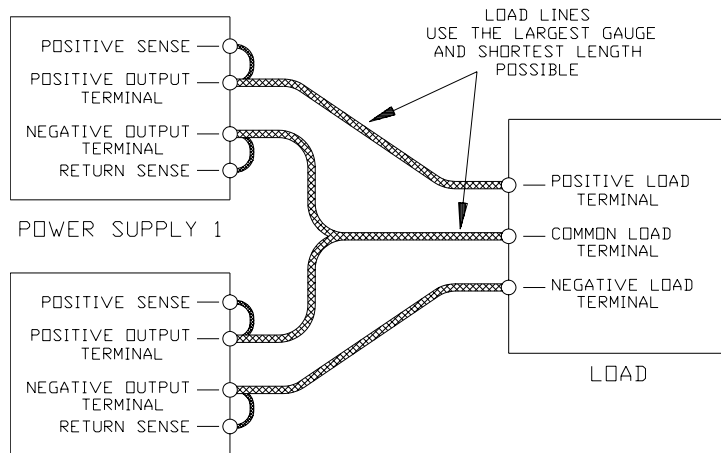 LOAD LINES
USE THE LARGEST GAUGE
AND SHORTEST LENGTH
POSSIBLE
POSITIVE SENSE
POSITIVE OUTPUT
TERMINAL
NEGATIVE OUTPUT
TERMINAL
RETURN SENSE
POWER SUPPLY 1
POSITIVE LOAD
TERMINAL
COMMON LOAD
TERMINAL
NEGATIVE LOAD
TERMINAL
LOAD
POSITIVE SENSE
POSITIVE OUTPUT
TERMINAL
NEGATIVE OUTPUT
TERMINAL
RETURN SENSE